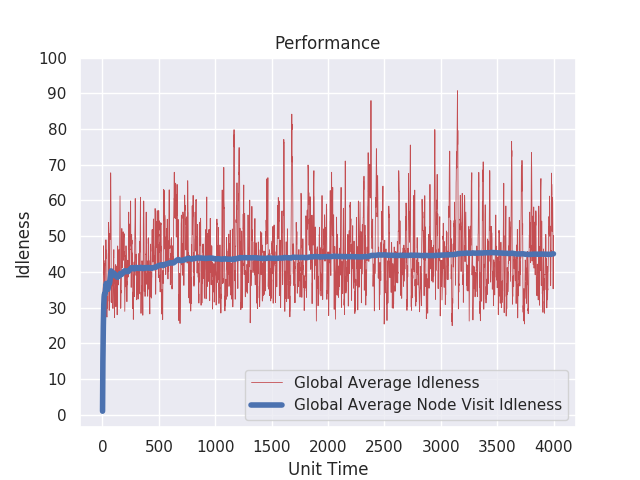 Performance
100
90
80
70
60
50
40
30
20
10
0
Idleness
Global Average Idleness
Global Average Node Visit Idleness
0 500 1000 1500 2000 2500 3000 3500 4000
Unit Time